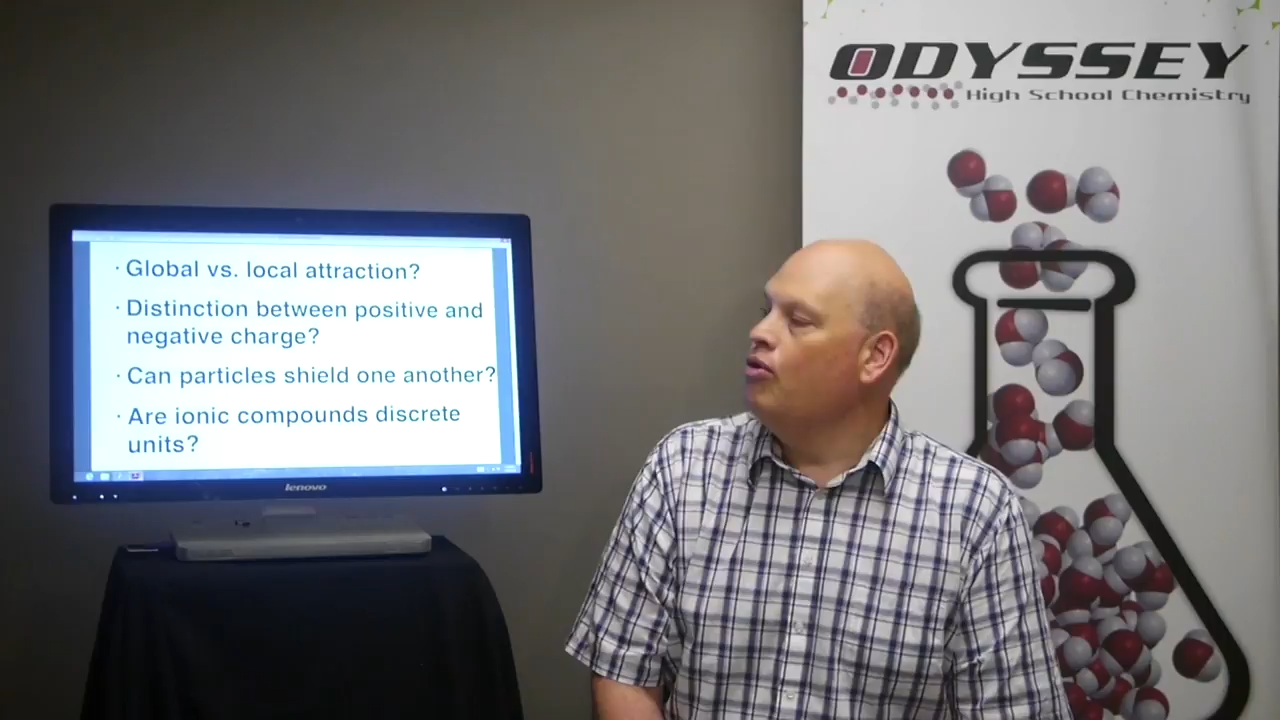 · Global vs. local attraction?
· Distinction between positive and
negative charge?
· Can particles shield one another?
· Are ionic compounds discrete
units?
lenovo
ODYSSEY
High School Chemistry